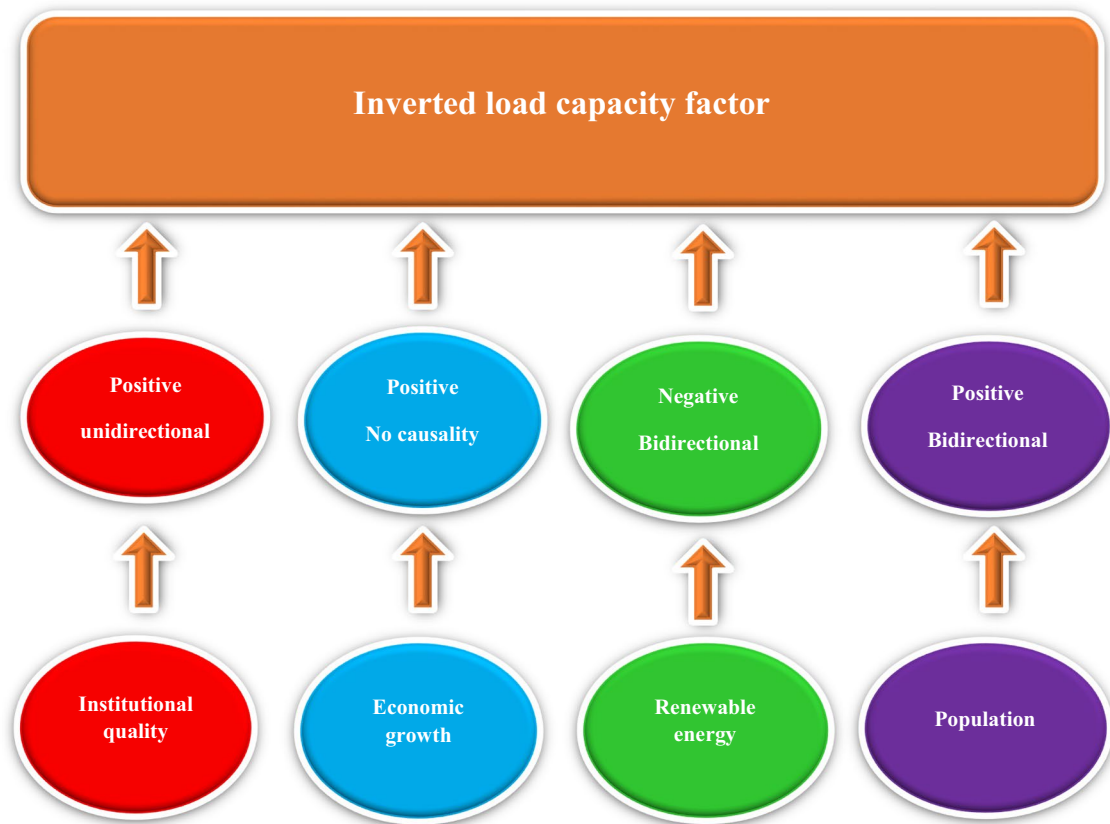 Inverted load capacity factor
Positive
unidirectional
Positive
No causality
Negative
Bidirectional
Positive
Bidirectional
Institutional
quality
Economic
growth
Renewable
energy
Population